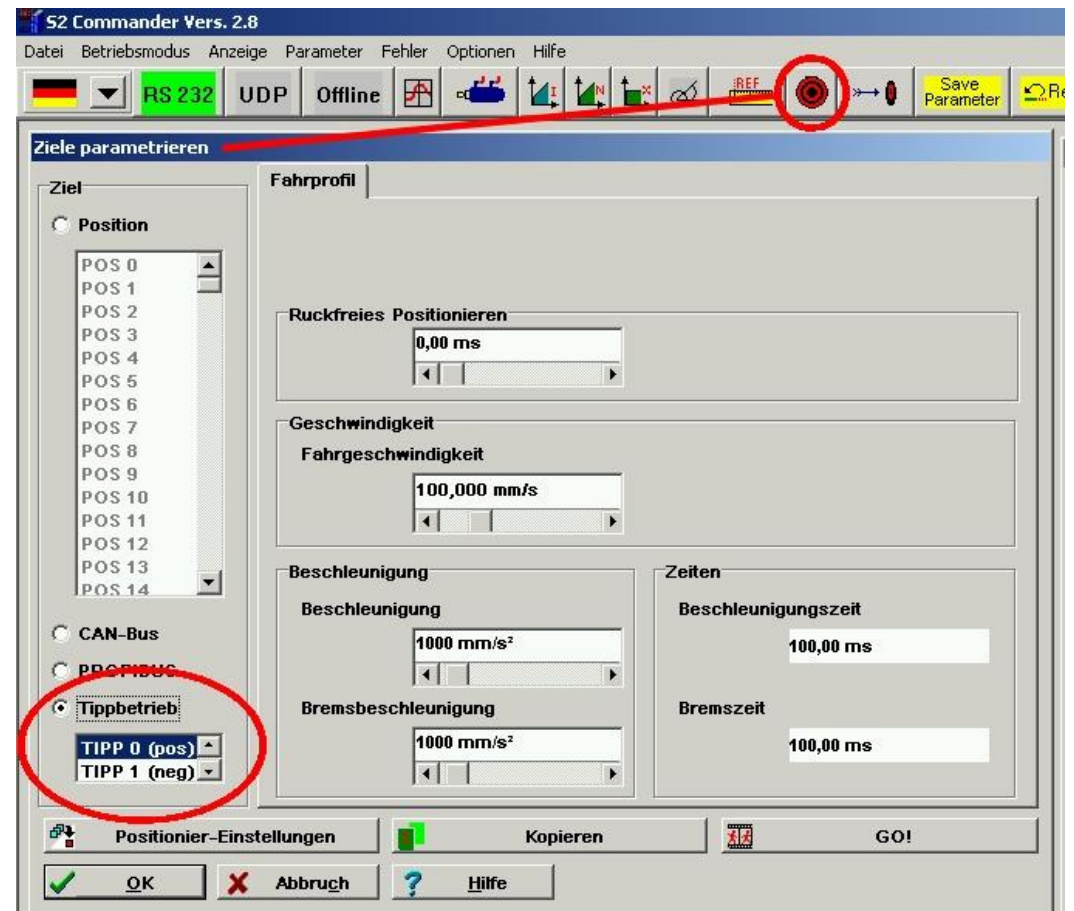 S2 Commander Vers. 2.8
Datei Betriebsmodus Anzeige Parameter Fehler Optionen Hilfe
RS 232 UDP Offline I N x REF Save Parameter Re
Ziele parametrieren
Ziel
Position
POS 0
POS 1
POS 2
POS 3
POS 4
POS 5
POS 6
POS 7
POS 8
POS 9
POS 10
POS 11
POS 12
POS 13
POS 14
CAN-Bus
PROFIBUS
Tippbetrieb
TIPP 0 (pos)
TIPP 1 (neg)
Fahrprofil
Ruckfreies Positionieren
0,00 ms
Geschwindigkeit
Fahrgeschwindigkeit
100,000 mm/s
Beschleunigung
Beschleunigung
1000 mm/s²
Bremsbeschleunigung
1000 mm/s²
Zeiten
Beschleunigungszeit
100,00 ms
Bremszeit
100,00 ms
Positionier-Einstellungen Kopieren GO!
OK Abbruch Hilfe